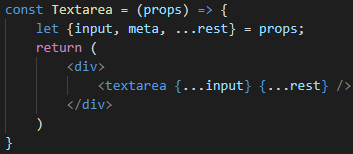 const Textarea = (props) => {
    let {input, meta, ...rest} = props;
    return (
        <div>
            <textarea {...input} {...rest} />
        </div>
    )
}